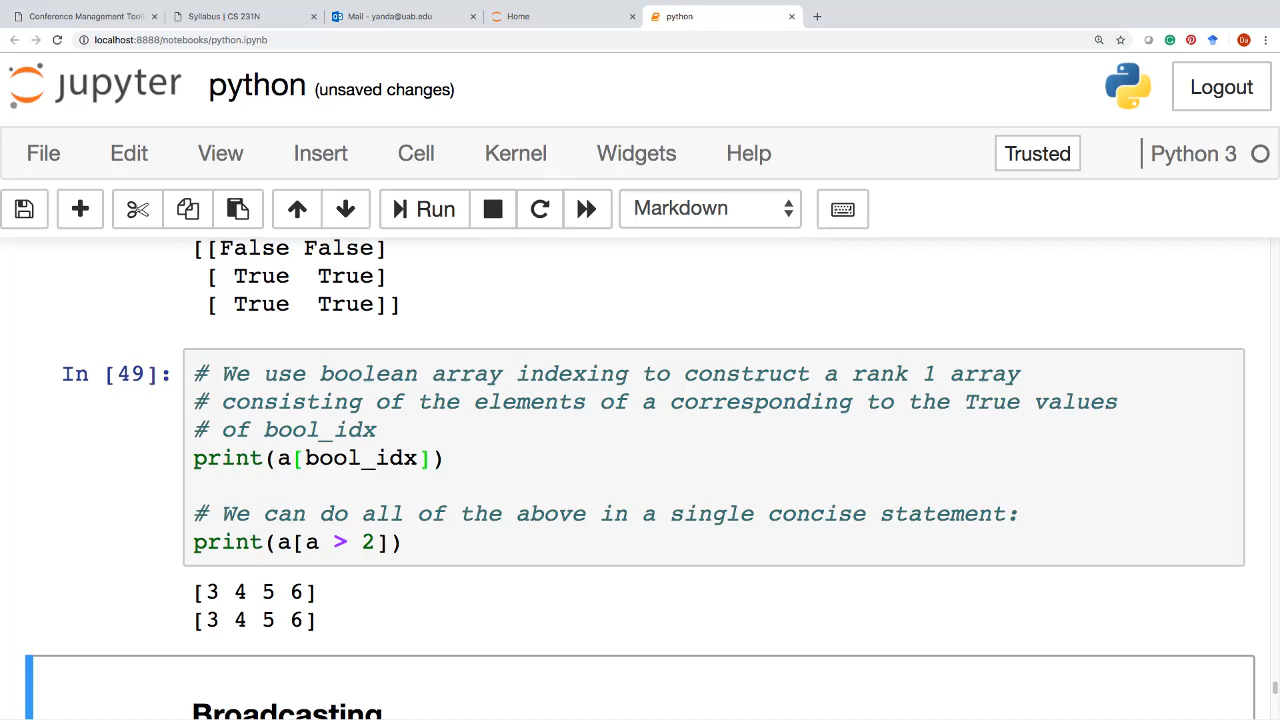 Conference Management Toolk
Syllabus | CS 231N
Mail - yanda@uab.edu
Home
python
localhost:8888/notebooks/python.ipynb
Da
jupyter python (unsaved changes)
Logout
File Edit View Insert Cell Kernel Widgets Help
Trusted
Python 3
Run
Markdown
[[False False]
[ True  True]
[ True  True]]
In [49]:
# We use boolean array indexing to construct a rank 1 array
# consisting of the elements of a corresponding to the True values
# of bool_idx
print(a[bool_idx])
# We can do all of the above in a single concise statement:
print(a[a > 2])
[3 4 5 6]
[3 4 5 6]
Broadcasting